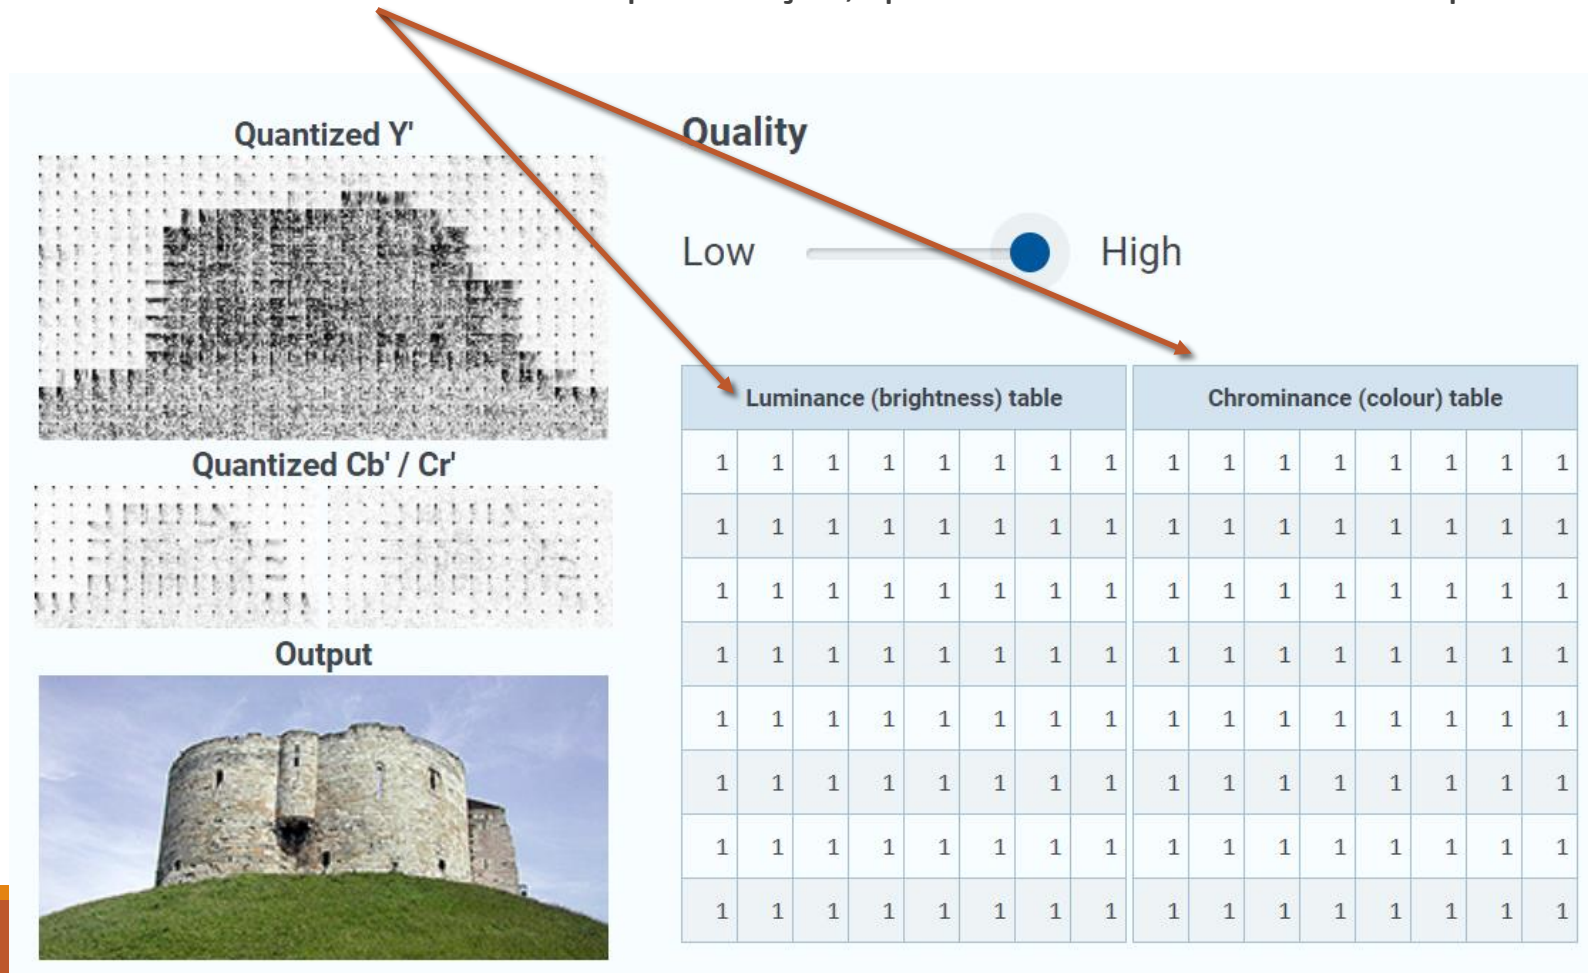 Quantized Y'
Quality
Low High
Quantized Cb' / Cr'
Output
Luminance (brightness) table Chrominance (colour) table
1 1 1 1 1 1 1 1 1 1 1 1 1 1 1 1
1 1 1 1 1 1 1 1 1 1 1 1 1 1 1 1
1 1 1 1 1 1 1 1 1 1 1 1 1 1 1 1
1 1 1 1 1 1 1 1 1 1 1 1 1 1 1 1
1 1 1 1 1 1 1 1 1 1 1 1 1 1 1 1
1 1 1 1 1 1 1 1 1 1 1 1 1 1 1 1
1 1 1 1 1 1 1 1 1 1 1 1 1 1 1 1
1 1 1 1 1 1 1 1 1 1 1 1 1 1 1 1